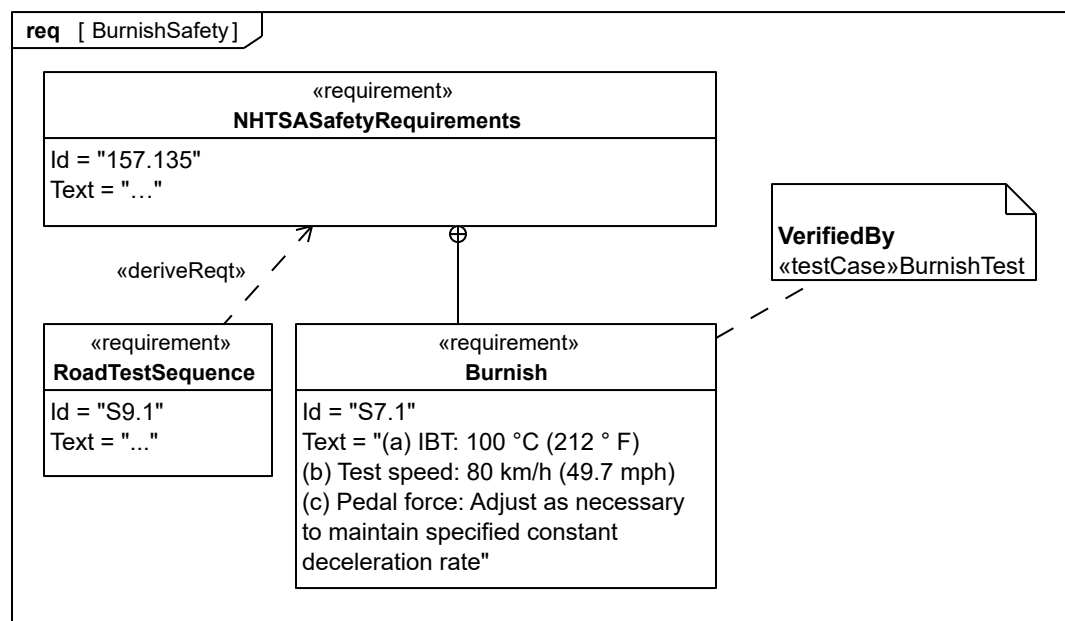 req [ BurnishSafety]
«requirement»
NHTSASafetyRequirements
Id = "157.135"
Text = "…"
VerifiedBy
«testCase»BurnishTest
«deriveReqt»
«requirement»
RoadTestSequence
Id = "S9.1"
Text = "..."
«requirement»
Burnish
Id = "S7.1"
Text = "(a) IBT: 100 °C (212 ° F)
(b) Test speed: 80 km/h (49.7 mph)
(c) Pedal force: Adjust as necessary
to maintain specified constant
deceleration rate"